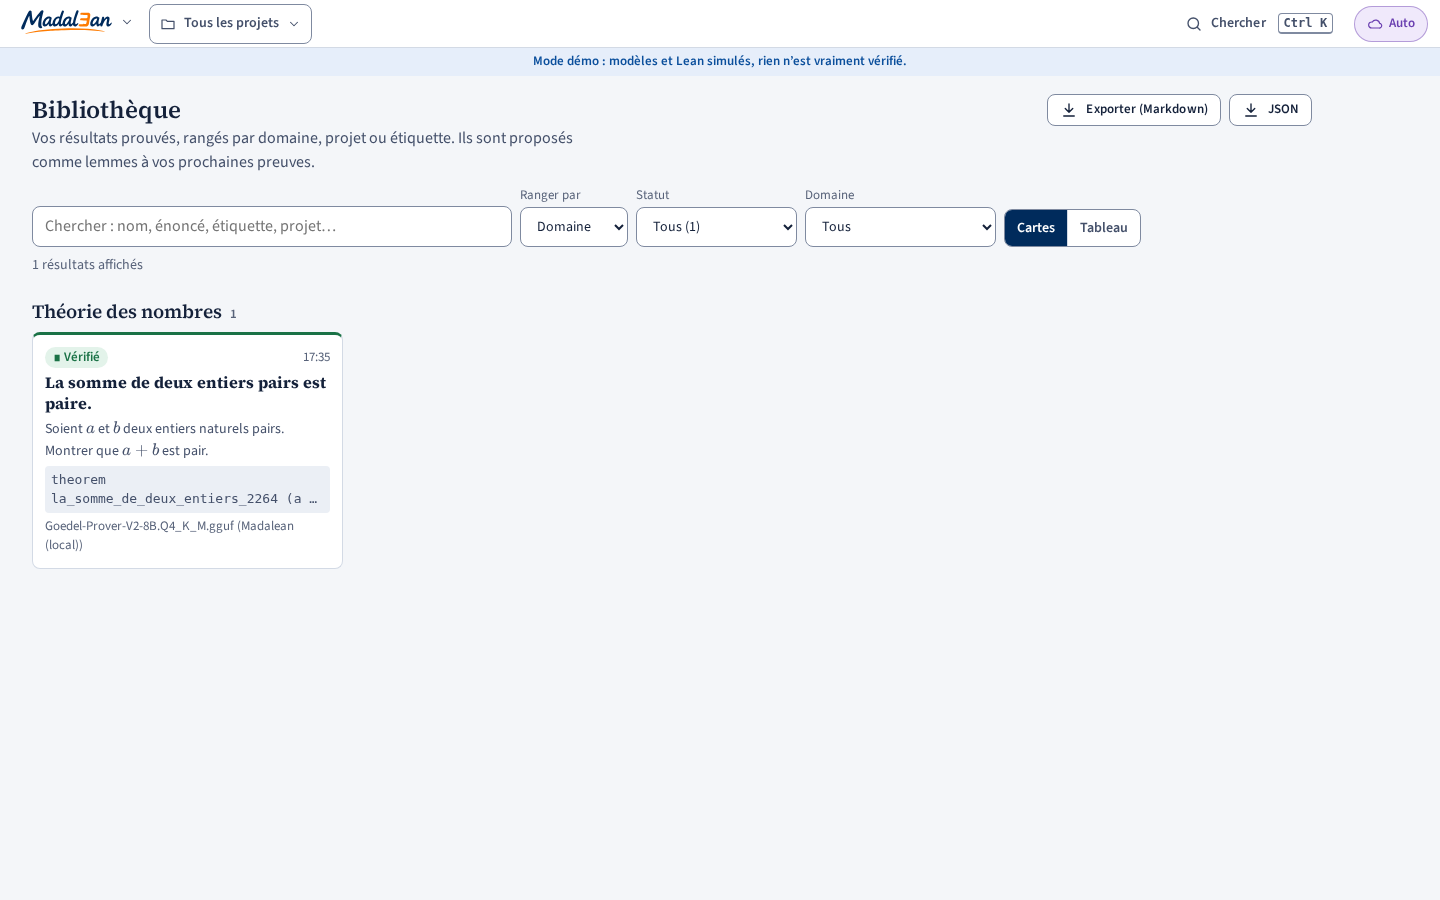 Madal3an
Tous les projets
Chercher
Ctrl K
Auto
Mode démo : modèles et Lean simulés, rien n’est vraiment vérifié.
Bibliothèque
Exporter (Markdown)
JSON
Vos résultats prouvés, rangés par domaine, projet ou étiquette. Ils sont proposés
comme lemmes à vos prochaines preuves.
Ranger par
Statut
Domaine
Chercher : nom, énoncé, étiquette, projet…
Domaine
Tous (1)
Tous
Cartes
Tableau
1 résultats affichés
Théorie des nombres 1
∎ Vérifié
17:35
La somme de deux entiers pairs est
paire.
Soient a et b deux entiers naturels pairs.
Montrer que a + b est pair.
theorem
la_somme_de_deux_entiers_2264 (a …
Goedel-Prover-V2-8B.Q4_K_M.gguf (Madalean
(local))